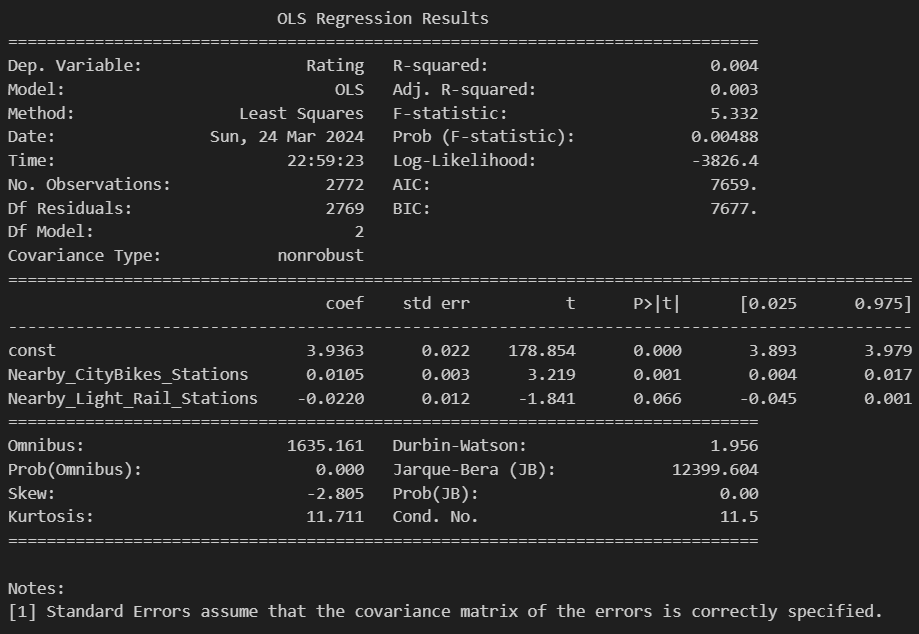 OLS Regression Results
==============================================================================
Dep. Variable: Rating R-squared: 0.004
Model: OLS Adj. R-squared: 0.003
Method: Least Squares F-statistic: 5.332
Date: Sun, 24 Mar 2024 Prob (F-statistic): 0.00488
Time: 22:59:23 Log-Likelihood: -3826.4
No. Observations: 2772 AIC: 7659.
Df Residuals: 2769 BIC: 7677.
Df Model: 2
Covariance Type: nonrobust
==============================================================================================
coef std err t P>|t| [0.025 0.975]
----------------------------------------------------------------------------------------------
const 3.9363 0.022 178.854 0.000 3.893 3.979
Nearby_CityBikes_Stations 0.0105 0.003 3.219 0.001 0.004 0.017
Nearby_Light_Rail_Stations -0.0220 0.012 -1.841 0.066 -0.045 0.001
==============================================================================
Omnibus: 1635.161 Durbin-Watson: 1.956
Prob(Omnibus): 0.000 Jarque-Bera (JB): 12399.604
Skew: -2.805 Prob(JB): 0.00
Kurtosis: 11.711 Cond. No. 11.5
==============================================================================
Notes:
[1] Standard Errors assume that the covariance matrix of the errors is correctly specified.